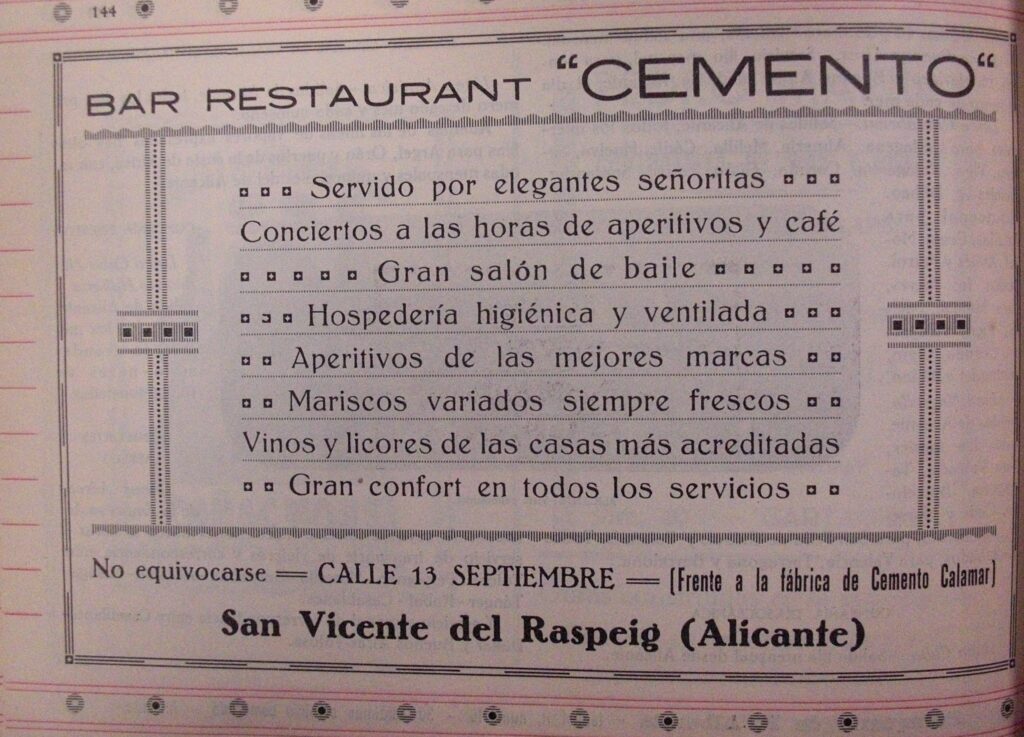 144
BAR RESTAURANT “CEMENTO“
Servido por elegantes señoritas
Conciertos a las horas de aperitivos y café
Gran salón de baile
Hospedería higiénica y ventilada
Aperitivos de las mejores marcas
Mariscos variados siempre frescos
Vinos y licores de las casas más acreditadas
Gran confort en todos los servicios
No equivocarse = CALLE 13 SEPTIEMBRE = (Frente a la fábrica de Cemento Calamar)
San Vicente del Raspeig (Alicante)